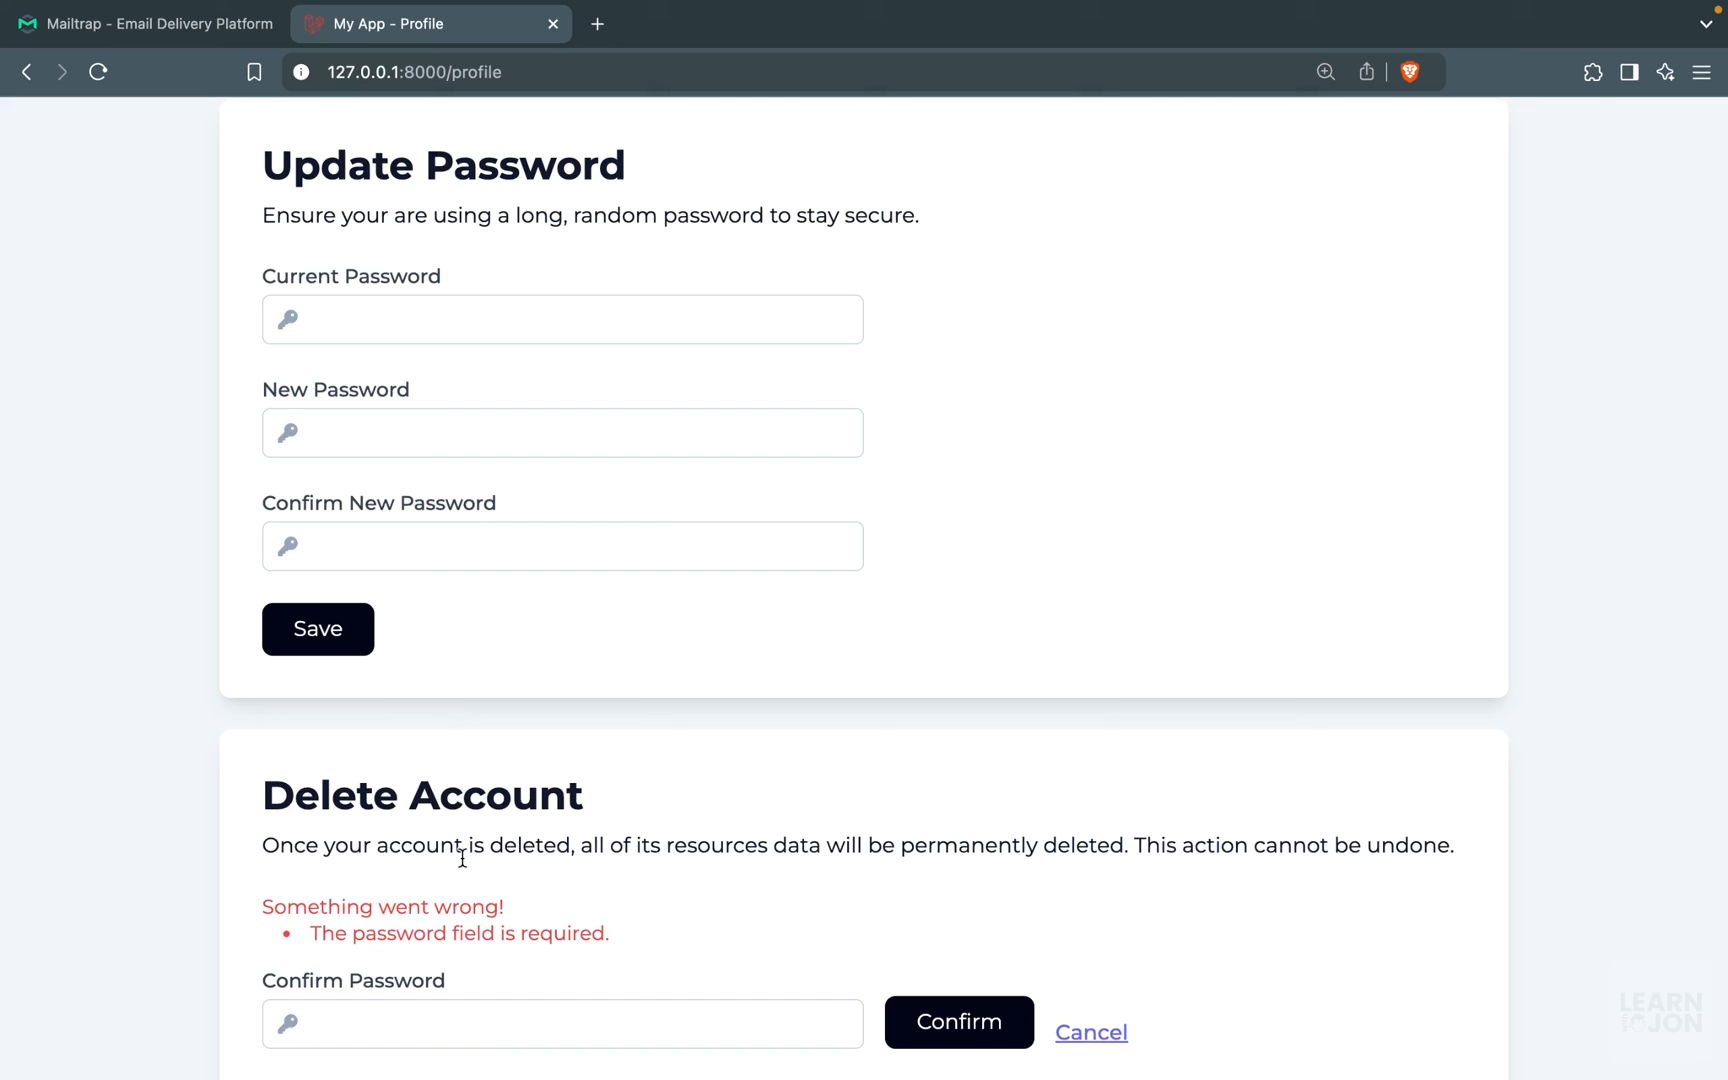 Mailtrap - Email Delivery Platform
My App - Profile
127.0.0.1:8000/profile
Update Password
Ensure your are using a long, random password to stay secure.
Current Password
New Password
Confirm New Password
Save
Delete Account
Once your account is deleted, all of its resources data will be permanently deleted. This action cannot be undone.
Something went wrong!
• The password field is required.
Confirm Password
Confirm
Cancel
LEARN
JON